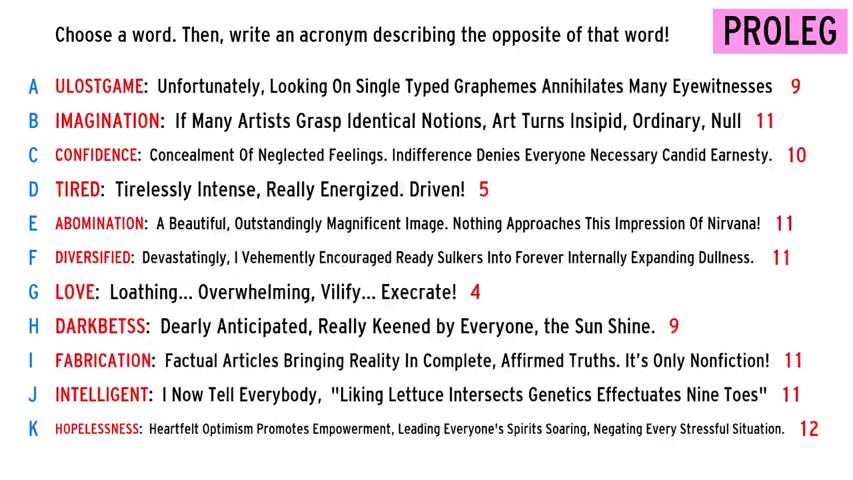 Choose a word. Then, write an acronym describing the opposite of that word!
PROLEG
A ULOSTGAME: Unfortunately, Looking On Single Typed Graphemes Annihilates Many Eyewitnesses 9
B IMAGINATION: If Many Artists Grasp Identical Notions, Art Turns Insipid, Ordinary, Null 11
C CONFIDENCE: Concealment Of Neglected Feelings. Indifference Denies Everyone Necessary Candid Earnesty. 10
D TIRED: Tirelessly Intense, Really Energized. Driven! 5
E ABOMINATION: A Beautiful, Outstandingly Magnificent Image. Nothing Approaches This Impression Of Nirvana! 11
F DIVERSIFIED: Devastatingly, I Vehemently Encouraged Ready Sulkers Into Forever Internally Expanding Dullness. 11
G LOVE: Loathing... Overwhelming, Vilify... Execrate! 4
H DARKBETSS: Dearly Anticipated, Really Keened by Everyone, the Sun Shine. 9
I FABRICATION: Factual Articles Bringing Reality In Complete, Affirmed Truths. It's Only Nonfiction! 11
J INTELLIGENT: I Now Tell Everybody, "Liking Lettuce Intersects Genetics Effectuates Nine Toes" 11
K HOPELESSNESS: Heartfelt Optimism Promotes Empowerment, Leading Everyone's Spirits Soaring, Negating Every Stressful Situation. 12